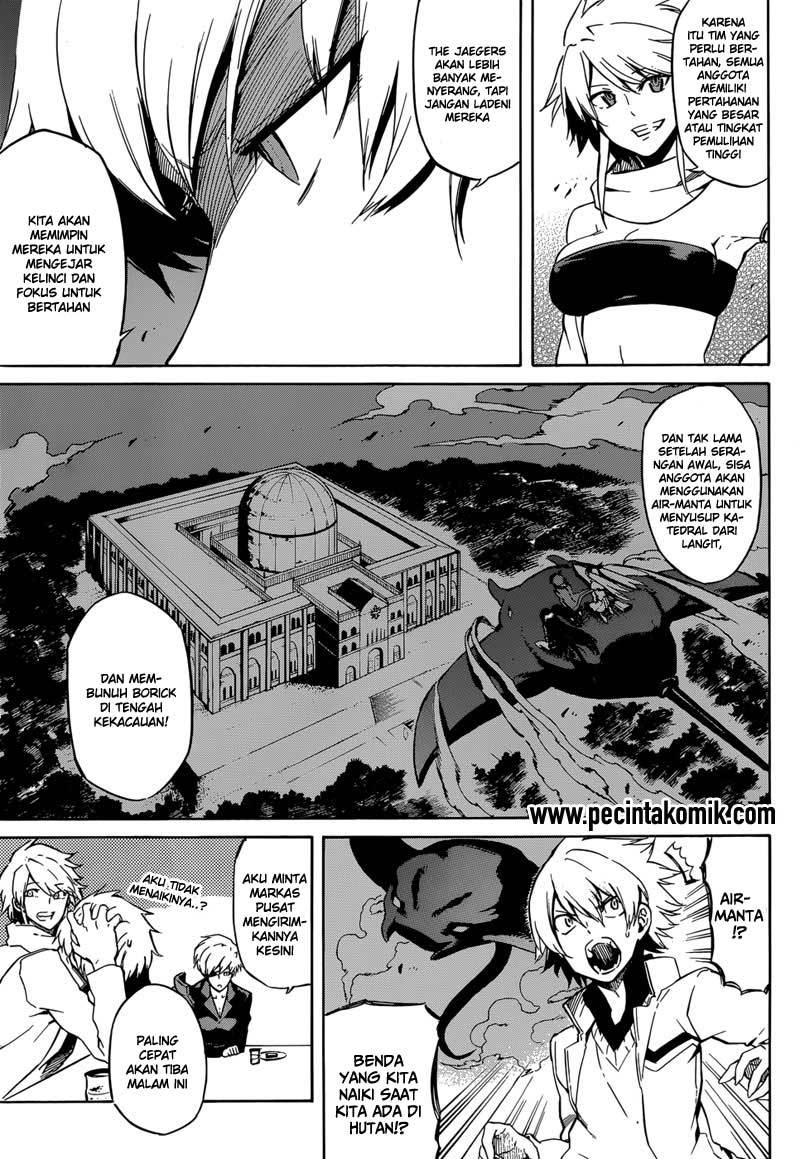 KARENA
ITU TIM YANG
PERLU BER-
TAHAN, SEMUA
ANGGOTA
MEMILIKI
PERTAHANAN
YANG BESAR
ATAU TINGKAT
PEMULIHAN
TINGGI
THE JAEGERS
AKAN LEBIH
BANYAK ME-
NYERANG, TAPI
JANGAN LADENI
MEREKA
KITA AKAN
MEMIMPIN
MEREKA UNTUK
MENGEJAR
KELINCI DAN
FOKUS UNTUK
BERTAHAN
DAN TAK LAMA
SETELAH SERA-
NGAN AWAL, SISA
ANGGOTA AKAN
MENGGUNAKAN
AIR-MANTA UNTUK
MENYUSUP KA-
TEDRAL DARI
LANGIT,
DAN MEM-
BUNUH BORICK
DI TENGAH
KEKACAUAN!
www.pecintakomik.com
AIR-
MANTA
!?
BENDA
YANG KITA
NAIKI SAAT
KITA ADA DI
HUTAN!?
AKU MINTA
MARKAS
PUSAT
MENGIRIM-
KANNYA
KESINI
AKU TIDAK
MENAIKINYA..?
PALING
CEPAT
AKAN TIBA
MALAM INI